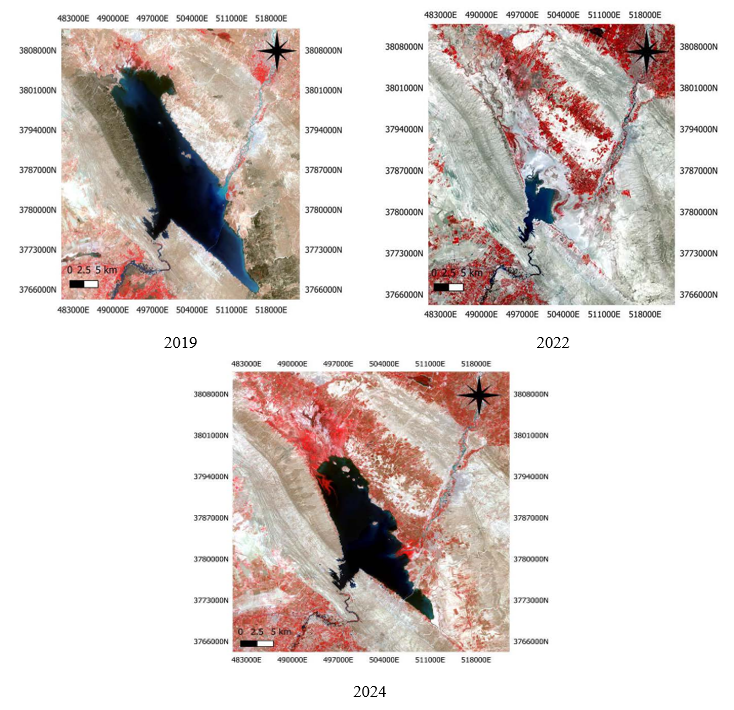 483000E 490000E 497000E 504000E 511000E 518000E
483000E 490000E 497000E 504000E 511000E 518000E
3808000N 3808000N 3808000N 3808000N
3801000N 3801000N 3801000N 3801000N
3794000N 3794000N 3794000N 3794000N
3787000N 3787000N 3787000N 3787000N
3780000N 3780000N 3780000N 3780000N
3773000N 3773000N 3773000N 3773000N
0 2.5 5 km 0 2.5 5 km
3766000N 3766000N 3766000N 3766000N
483000E 490000E 497000E 504000E 511000E 518000E
483000E 490000E 497000E 504000E 511000E 518000E
2019 2022
483000E 490000E 497000E 504000E 511000E 518000E
3808000N 3808000N
3801000N 3801000N
3794000N 3794000N
3787000N 3787000N
3780000N 3780000N
3773000N 3773000N
0 2.5 5 km
3766000N 3766000N
483000E 490000E 497000E 504000E 511000E 518000E
2024